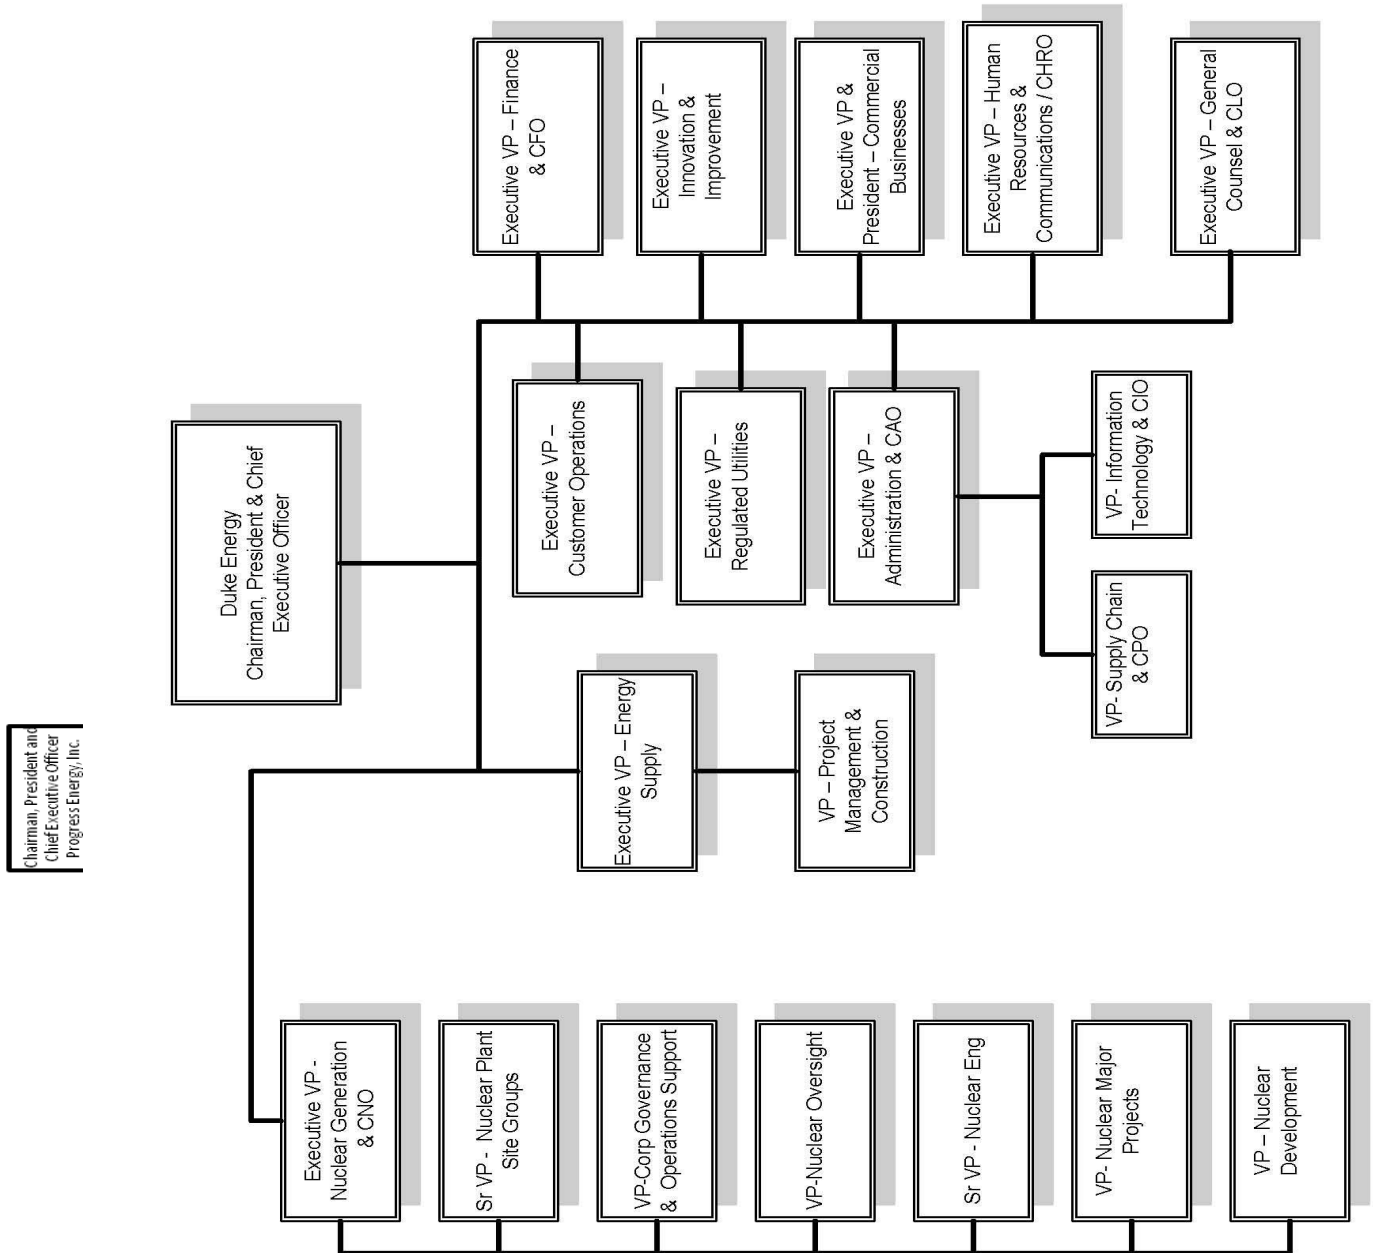 Chairman, President and
Chief Executive Officer
Progress Energy, Inc.
Duke Energy
Chairman, President & Chief
Executive Officer
Executive VP – Finance
& CFO
Executive VP –
Innovation &
Improvement
Executive VP &
President – Commercial
Businesses
Executive VP – Human
Resources &
Communications / CHRO
Executive VP – General
Counsel & CLO
Executive VP –
Customer Operations
Executive VP –
Regulated Utilities
Executive VP –
Administration & CAO
VP- Information
Technology & CIO
VP- Supply Chain
& CPO
Executive VP – Energy
Supply
VP – Project
Management &
Construction
Executive VP -
Nuclear Generation
& CNO
Sr VP - Nuclear Plant
Site Groups
VP-Corp Governance
& Operations Support
VP-Nuclear Oversight
Sr VP - Nuclear Eng
VP- Nuclear Major
Projects
VP – Nuclear
Development